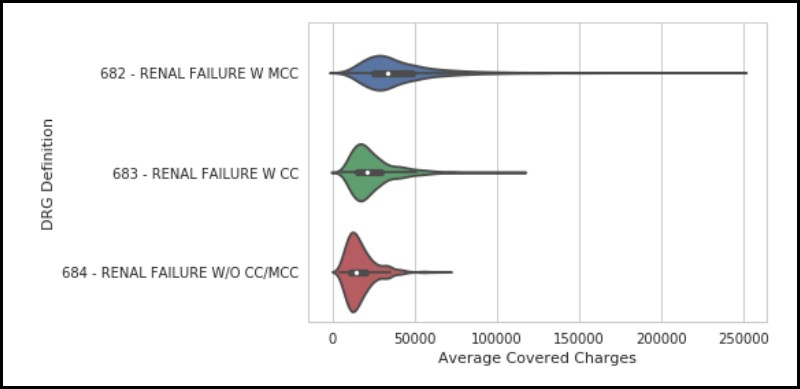 DRG Definition
682 - RENAL FAILURE W MCC
683 - RENAL FAILURE W CC
684 - RENAL FAILURE W/O CC/MCC
0 50000 100000 150000 200000 250000
Average Covered Charges